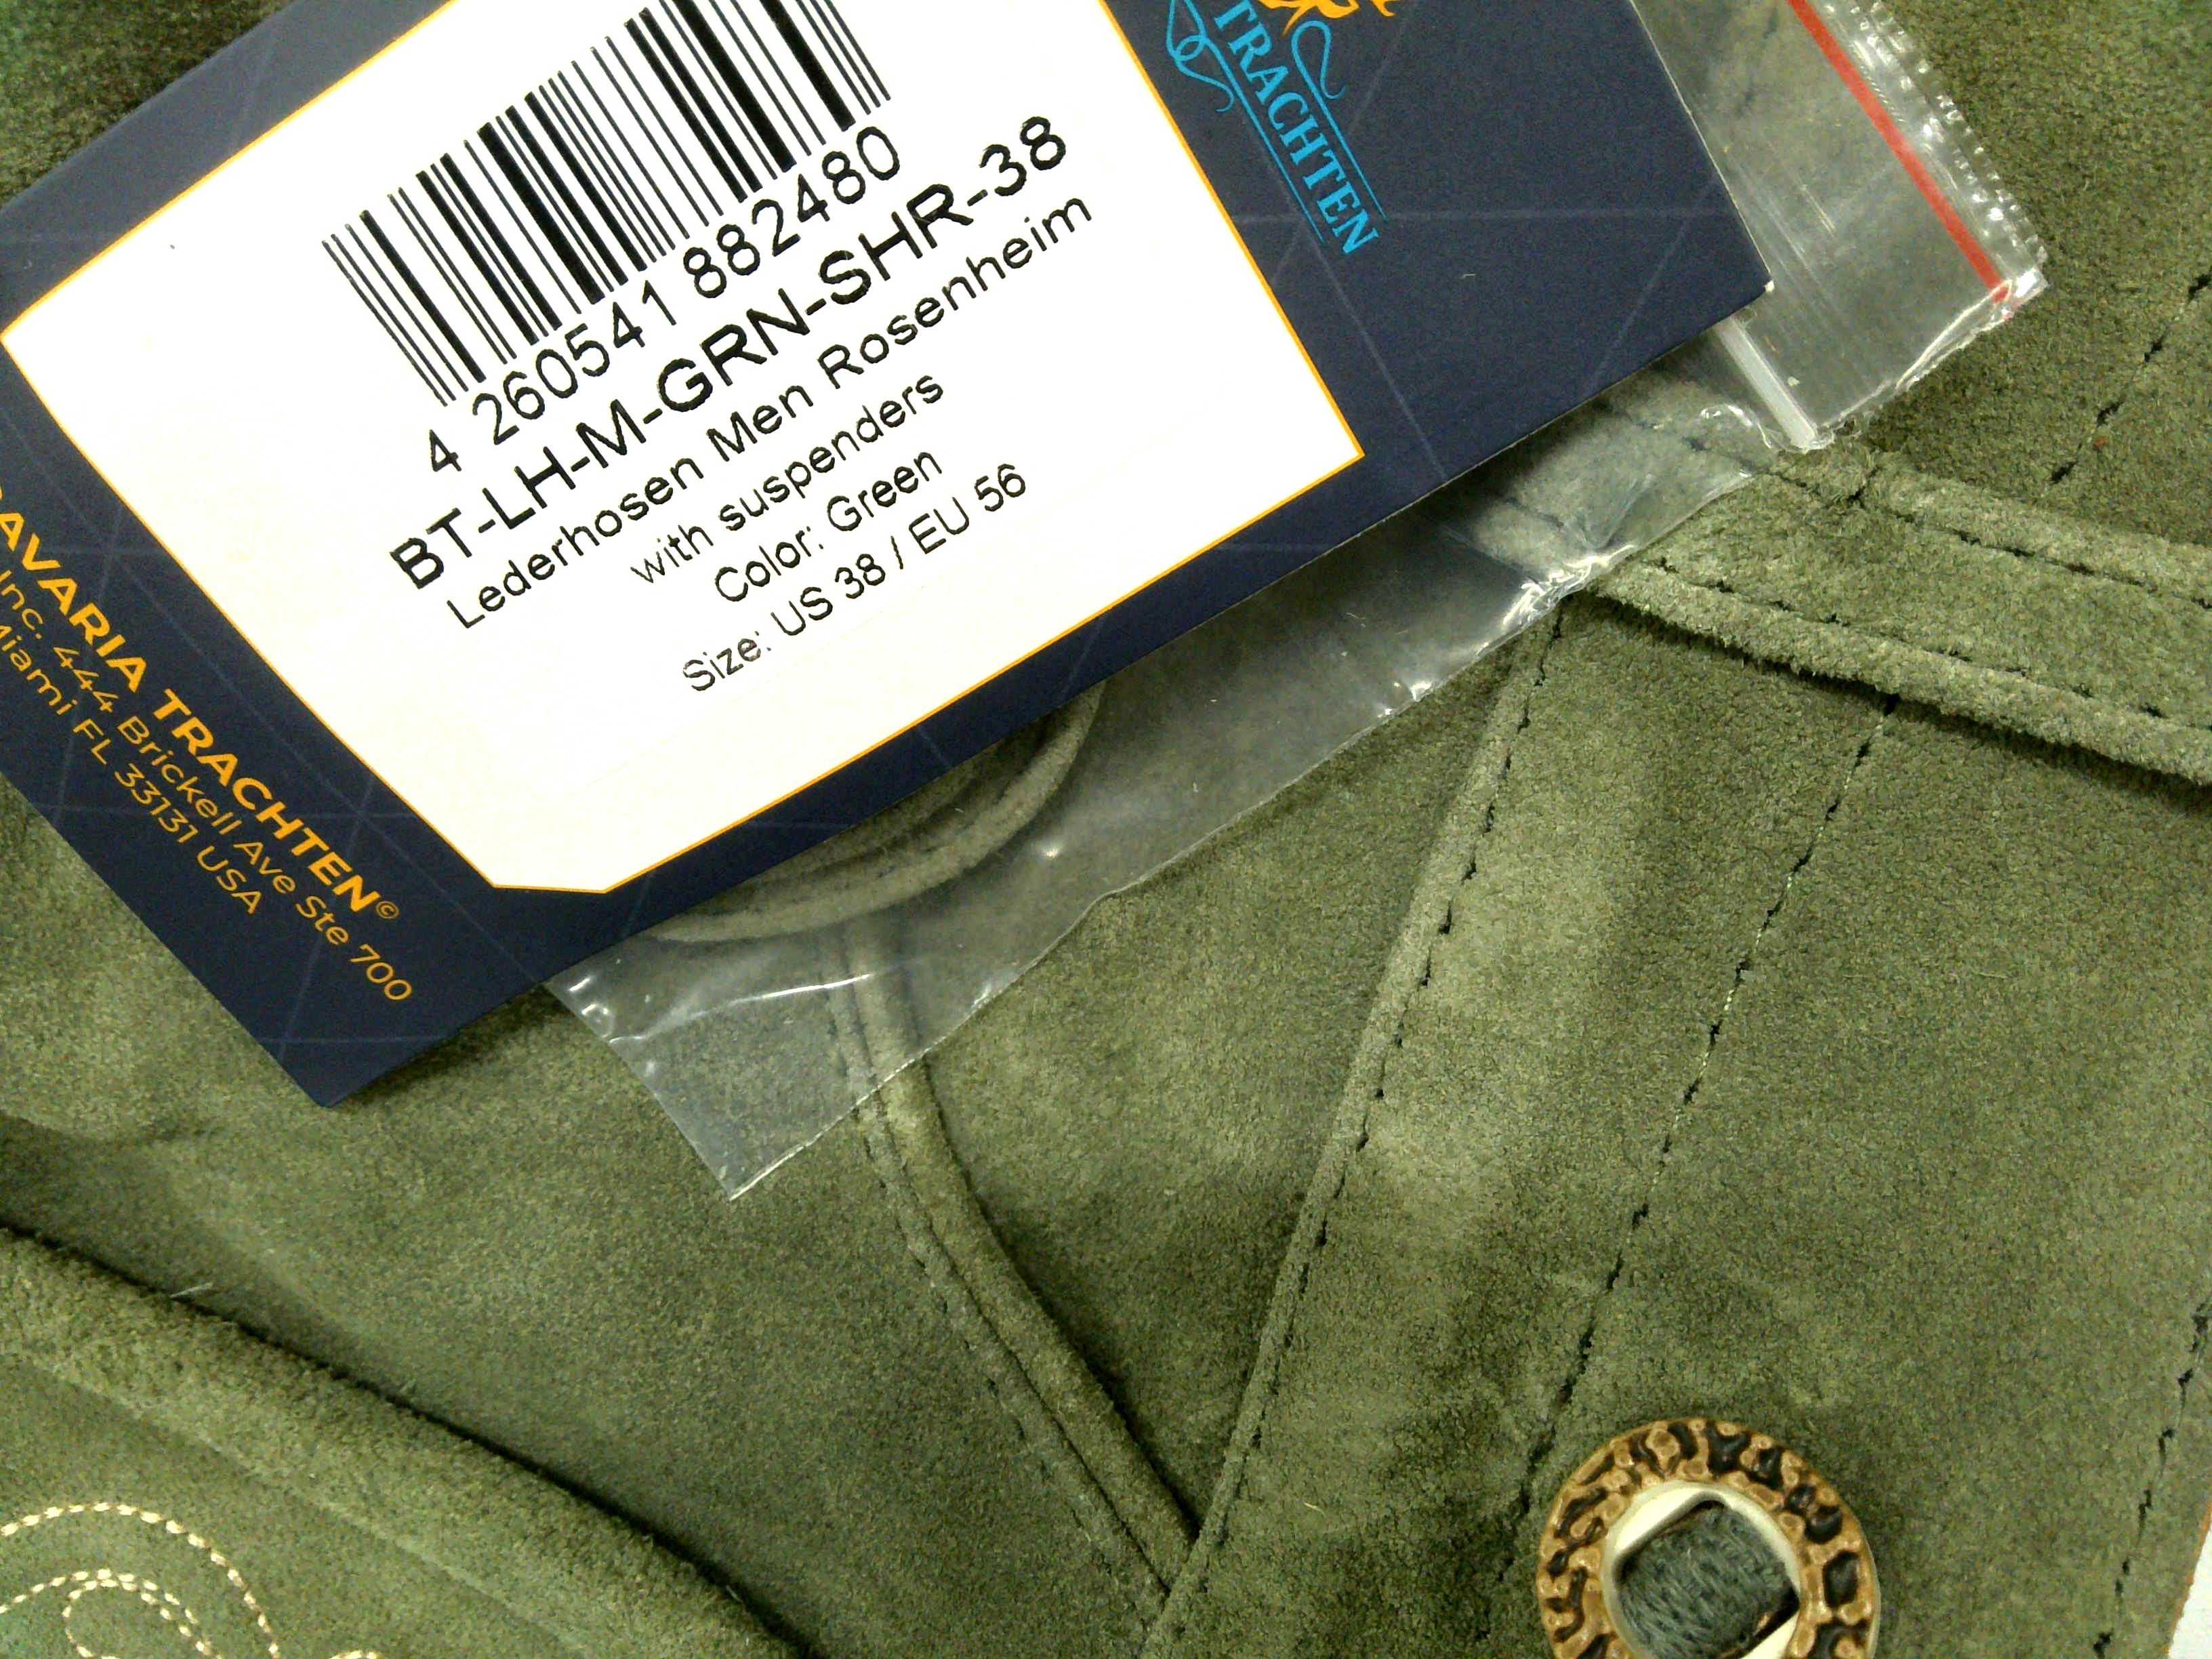 4 260541 882480
BT-LH-M-GRN-SHR-38
Lederhosen Men Rosenheim
with suspenders
Color: Green
Size: US 38 / EU 56
TRACHTEN
BAVARIA TRACHTEN©
Inc. 444 Brickell Ave Ste 700
Miami FL 33131 USA